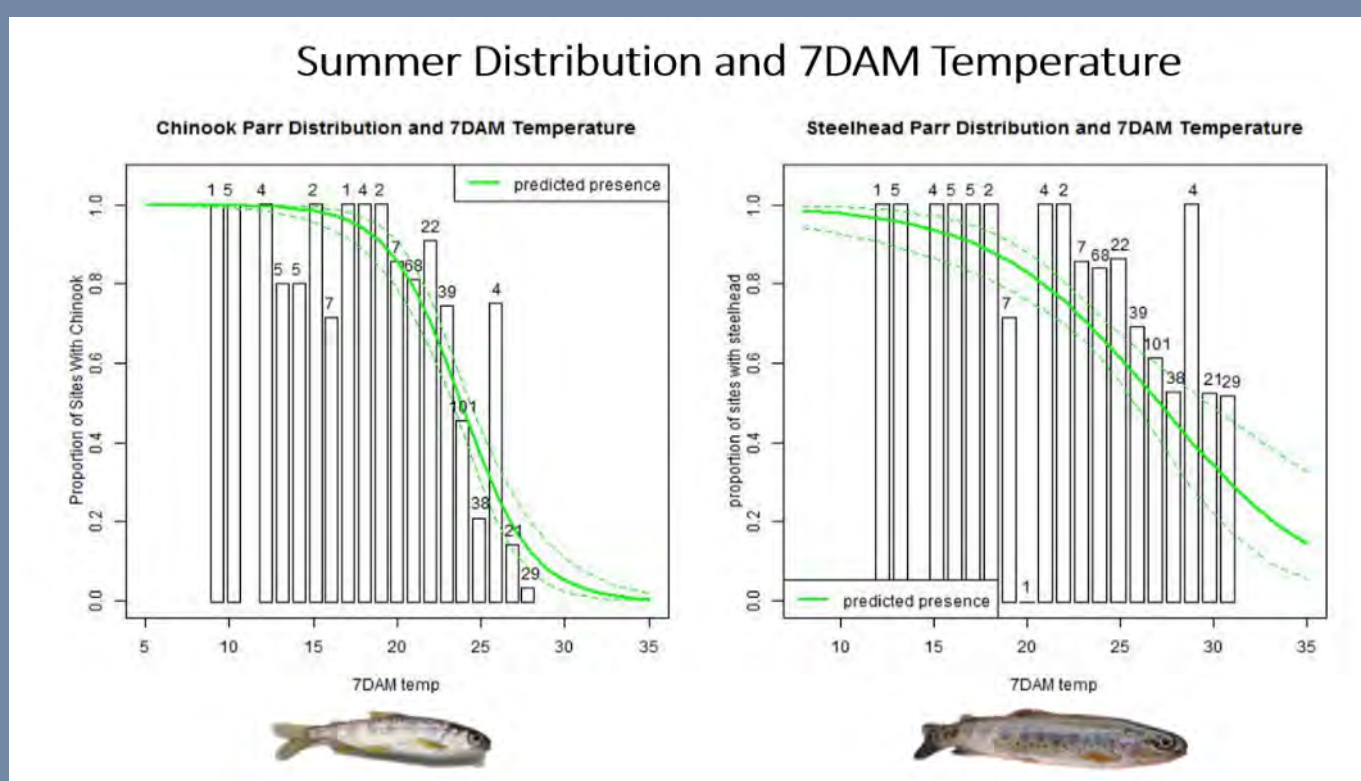 Summer Distribution and 7DAM Temperature
Chinook Parr Distribution and 7DAM Temperature
predicted presence
Proportion of Sites With Chinook
0.0 0.2 0.4 0.6 0.8 1.0
1 5 4 5 5 2 7 1 4 2 7 68 22 39 101 38 4 21 29
5 10 15 20 25 30 35
7DAM temp
Steelhead Parr Distribution and 7DAM Temperature
proportion of sites with steelhead
0.0 0.2 0.4 0.6 0.8 1.0
1 5 4 5 5 2 7 1 4 2 7 68 22 39 101 38 4 21 29
predicted presence
10 15 20 25 30 35
7DAM temp